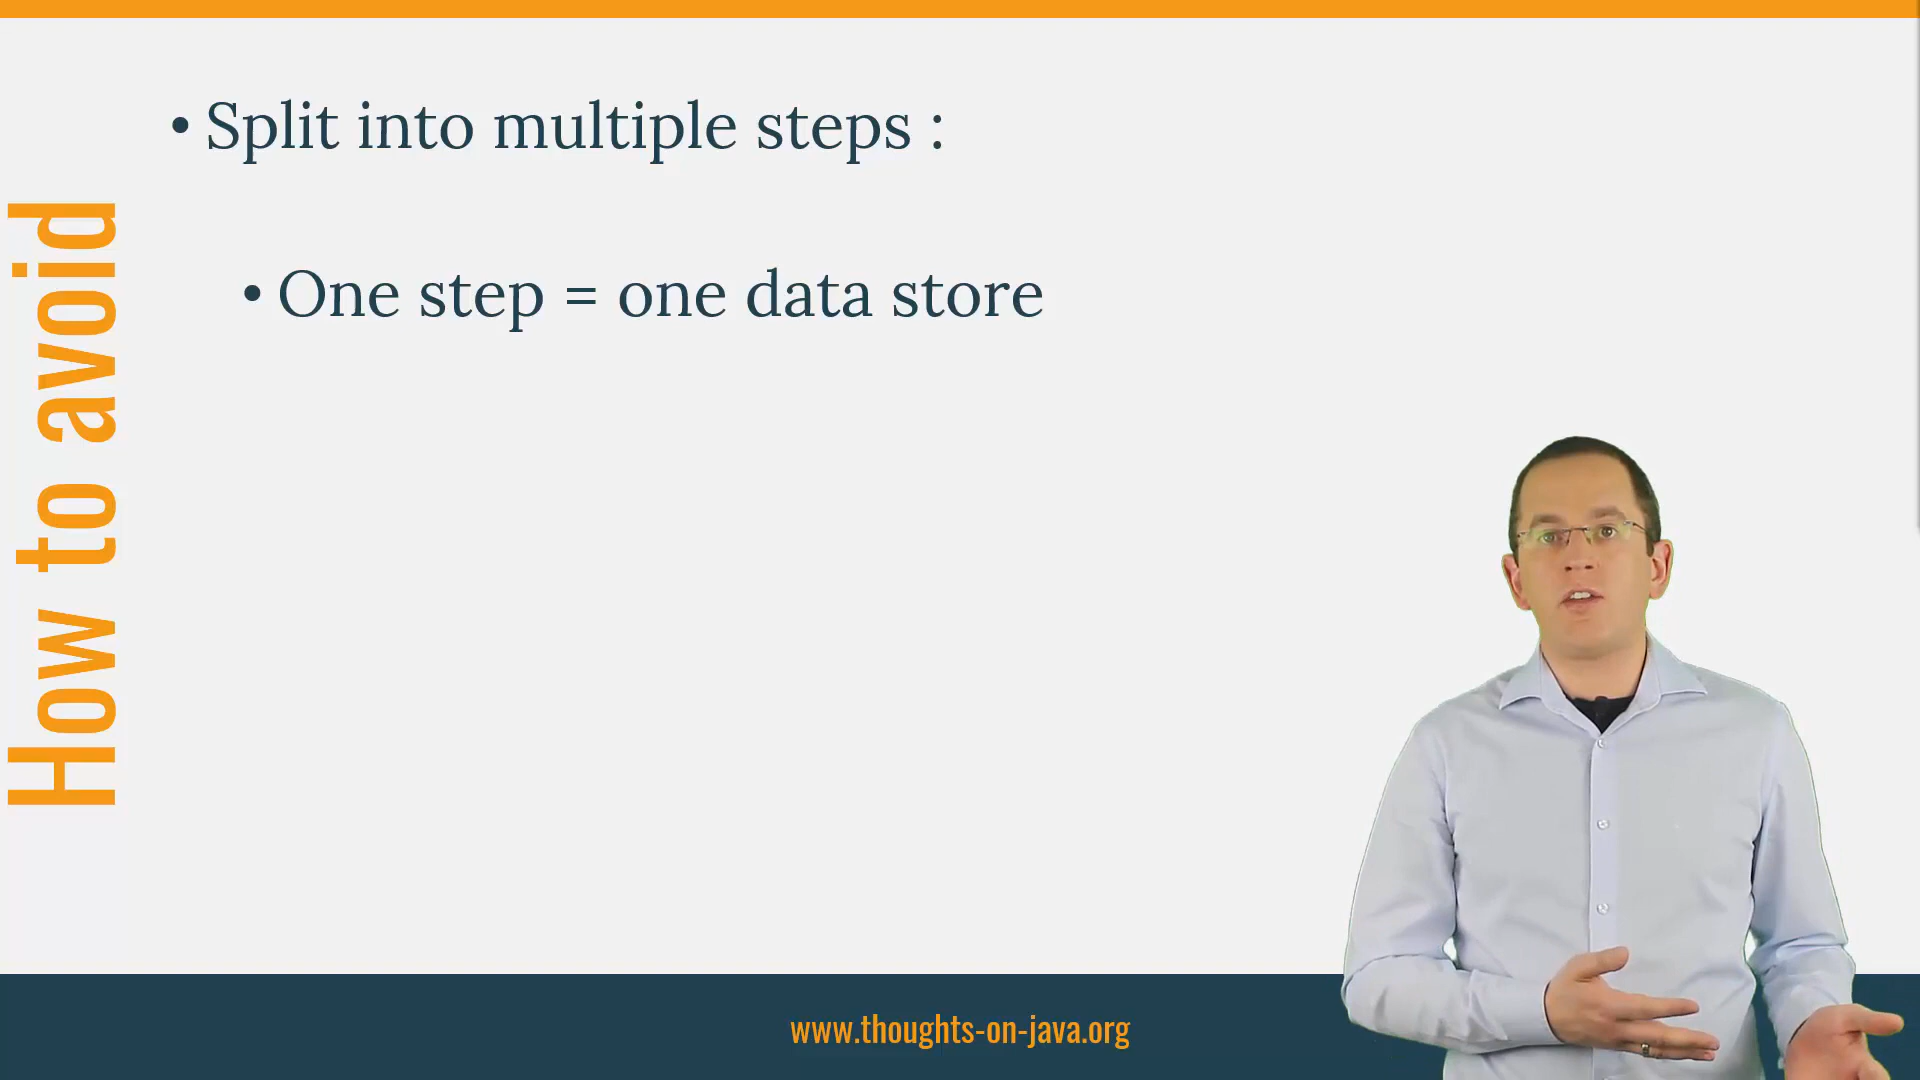 How to avoid
• Split into multiple steps :
• One step = one data store
www.thoughts-on-java.org